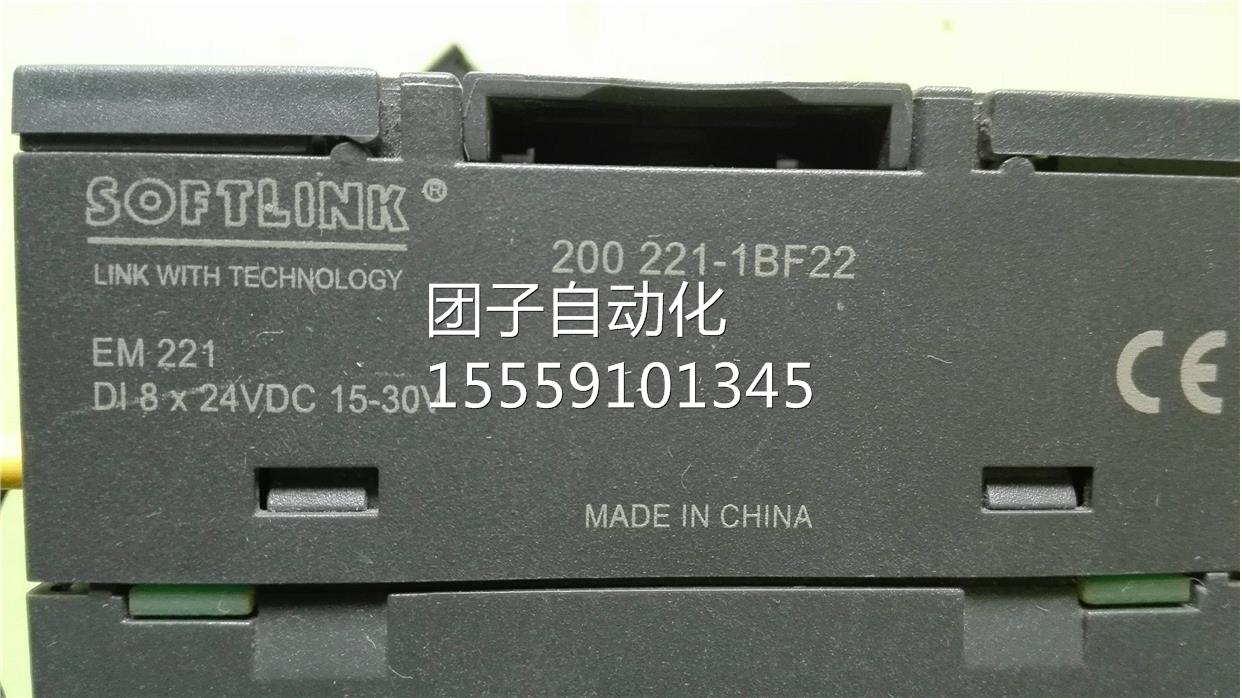 SOFTLINK ®
LINK WITH TECHNOLOGY
200 221-1BF22
团子自动化
15559101345
EM 221
DI 8 x 24VDC 15-30V
CE
MADE IN CHINA